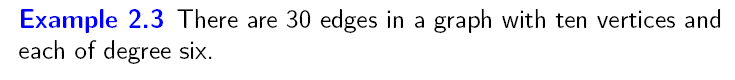 Example 2.3 There are 30 edges in a graph with ten vertices and
each of degree six.